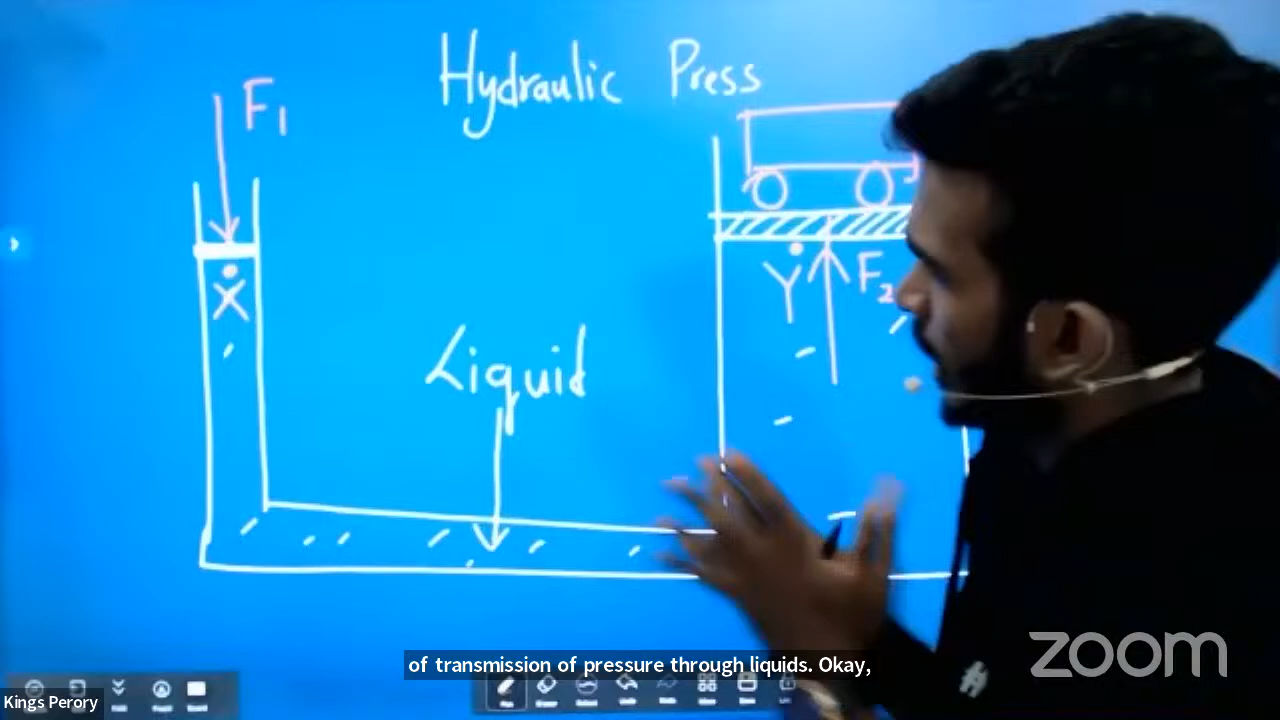 Hydraulic Press
F₁
Ẋ
Ẏ
F₂
Liquid
of transmission of pressure through liquids. Okay,
Kings Perory
zoom